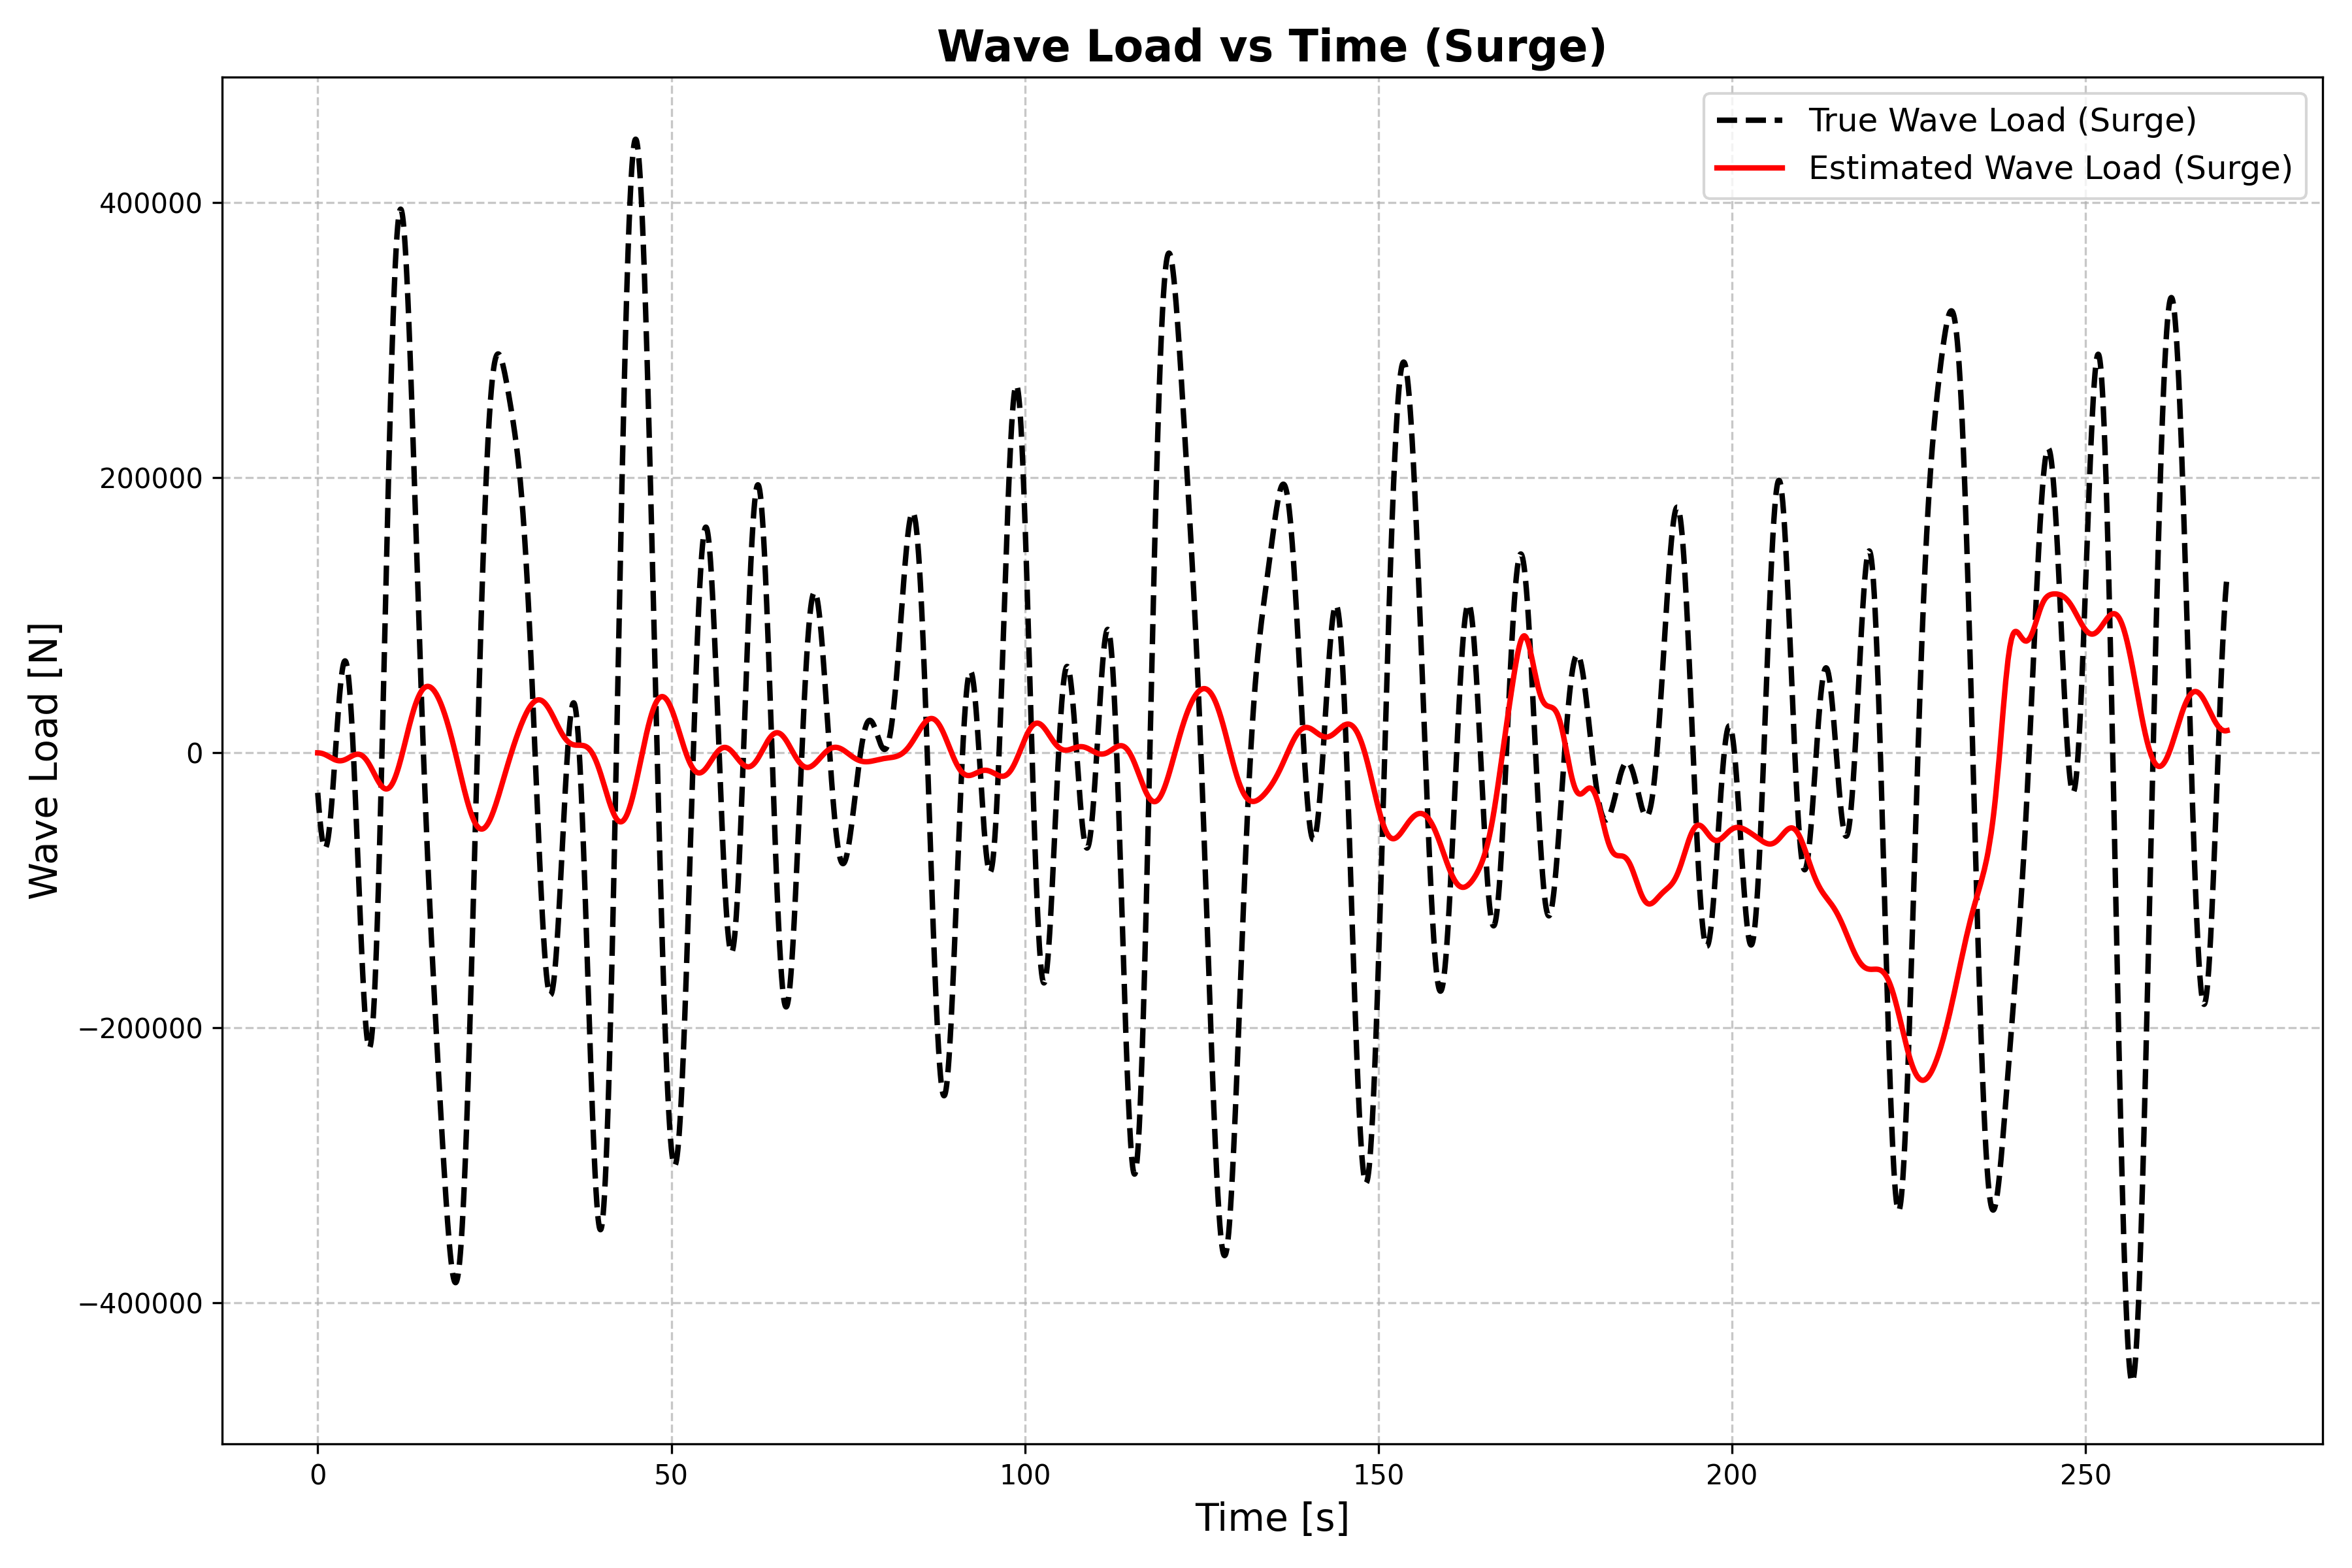 Wave Load vs Time (Surge)
True Wave Load (Surge)
Estimated Wave Load (Surge)
Wave Load [N]
400000
200000
0
−200000
−400000
0 50 100 150 200 250
Time [s]